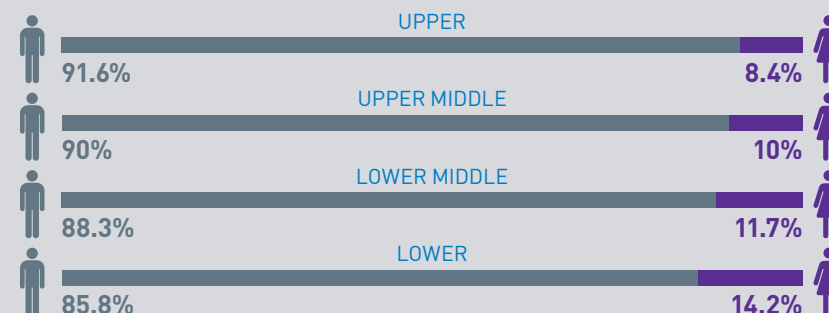 UPPER
91.6% 8.4%
UPPER MIDDLE
90% 10%
LOWER MIDDLE
88.3% 11.7%
LOWER
85.8% 14.2%